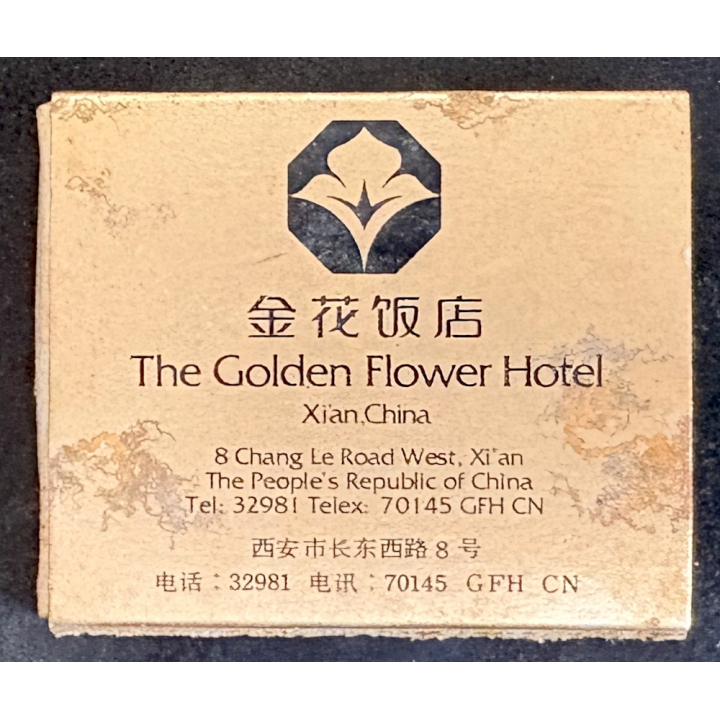 金花饭店
The Golden Flower Hotel
Xi'an,China
8 Chang Le Road West, Xi'an
The People's Republic of China
Tel: 32981 Telex: 70145 GFH CN
西安市长东西路8号
电话：32981 电讯：70145 GFH CN